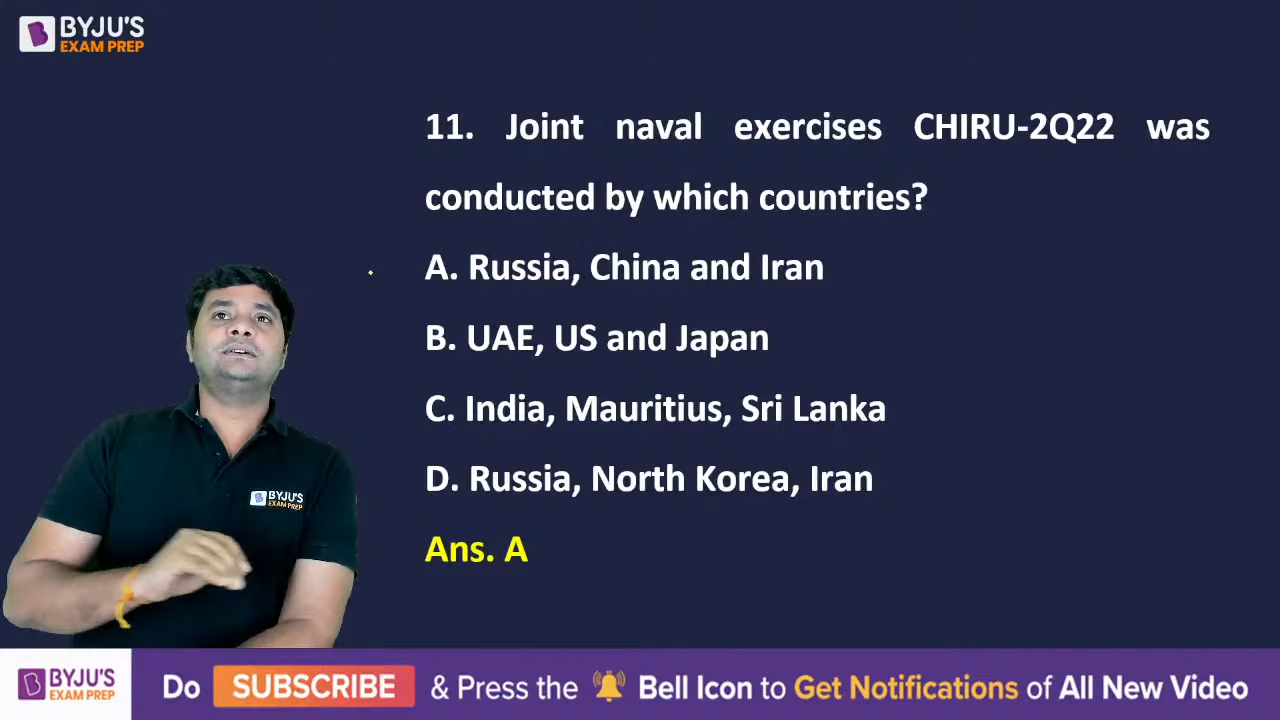 BYJU'S
EXAM PREP
11. Joint naval exercises CHIRU-2Q22 was
conducted by which countries?
A. Russia, China and Iran
B. UAE, US and Japan
C. India, Mauritius, Sri Lanka
D. Russia, North Korea, Iran
Ans. A
BYJU'S
EXAM PREP
BYJU'S
EXAM PREP
Do SUBSCRIBE & Press the Bell Icon to Get Notifications of All New Video